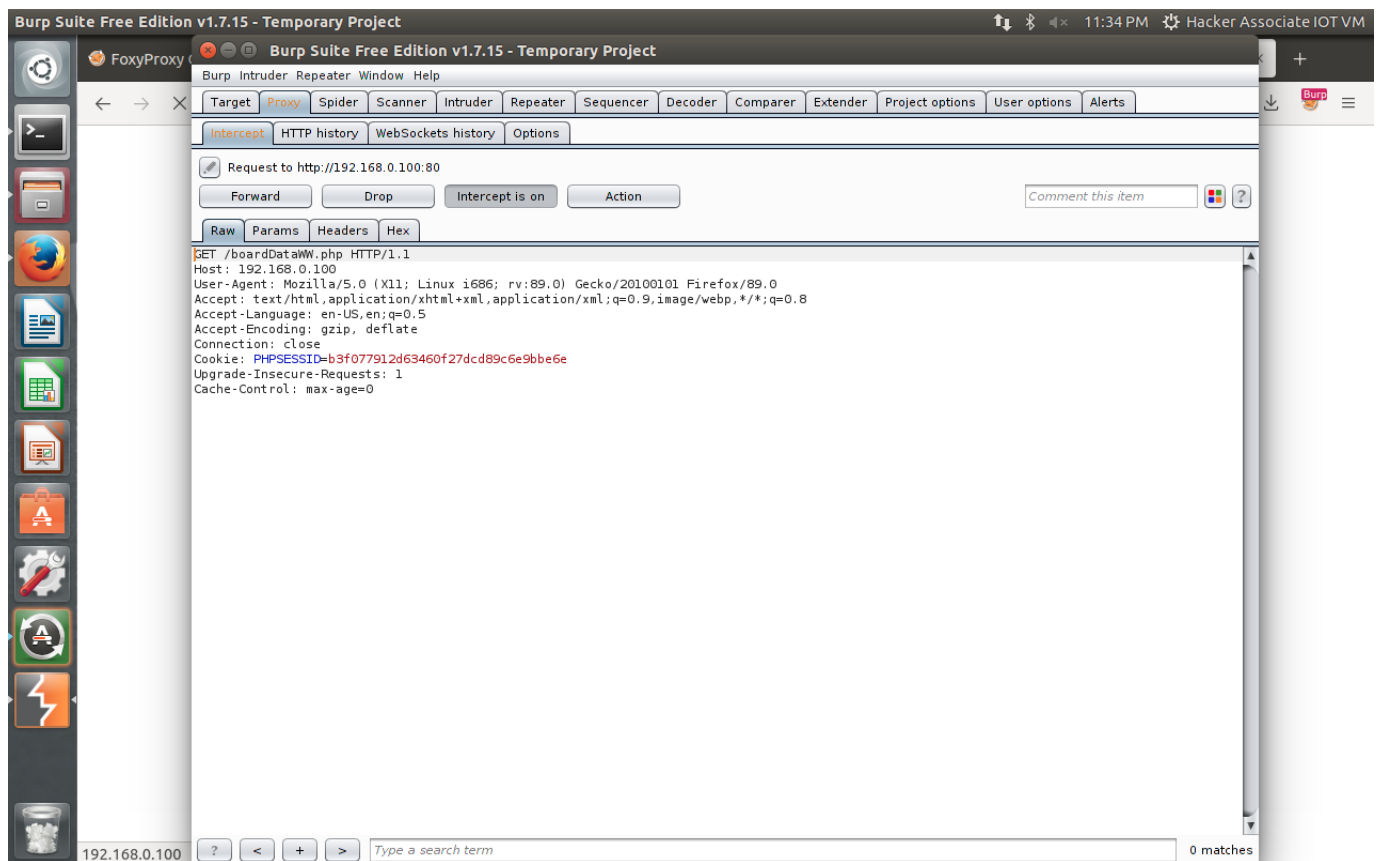 Burp Suite Free Edition v1.7.15 - Temporary Project 11:34 PM Hacker Associate IOT VM
FoxyProxy
Burp Suite Free Edition v1.7.15 - Temporary Project
Burp Intruder Repeater Window Help
Target Proxy Spider Scanner Intruder Repeater Sequencer Decoder Comparer Extender Project options User options Alerts
Burp
Intercept HTTP history WebSockets history Options
Request to http://192.168.0.100:80
Forward Drop Intercept is on Action Comment this item ?
Raw Params Headers Hex
GET /boardDataWW.php HTTP/1.1
Host: 192.168.0.100
User-Agent: Mozilla/5.0 (X11; Linux i686; rv:89.0) Gecko/20100101 Firefox/89.0
Accept: text/html,application/xhtml+xml,application/xml;q=0.9,image/webp,*/*;q=0.8
Accept-Language: en-US,en;q=0.5
Accept-Encoding: gzip, deflate
Connection: close
Cookie: PHPSESSID=b3f077912d63460f27dcd89c6e9bbe6e
Upgrade-Insecure-Requests: 1
Cache-Control: max-age=0
192.168.0.100
? < + > Type a search term 0 matches